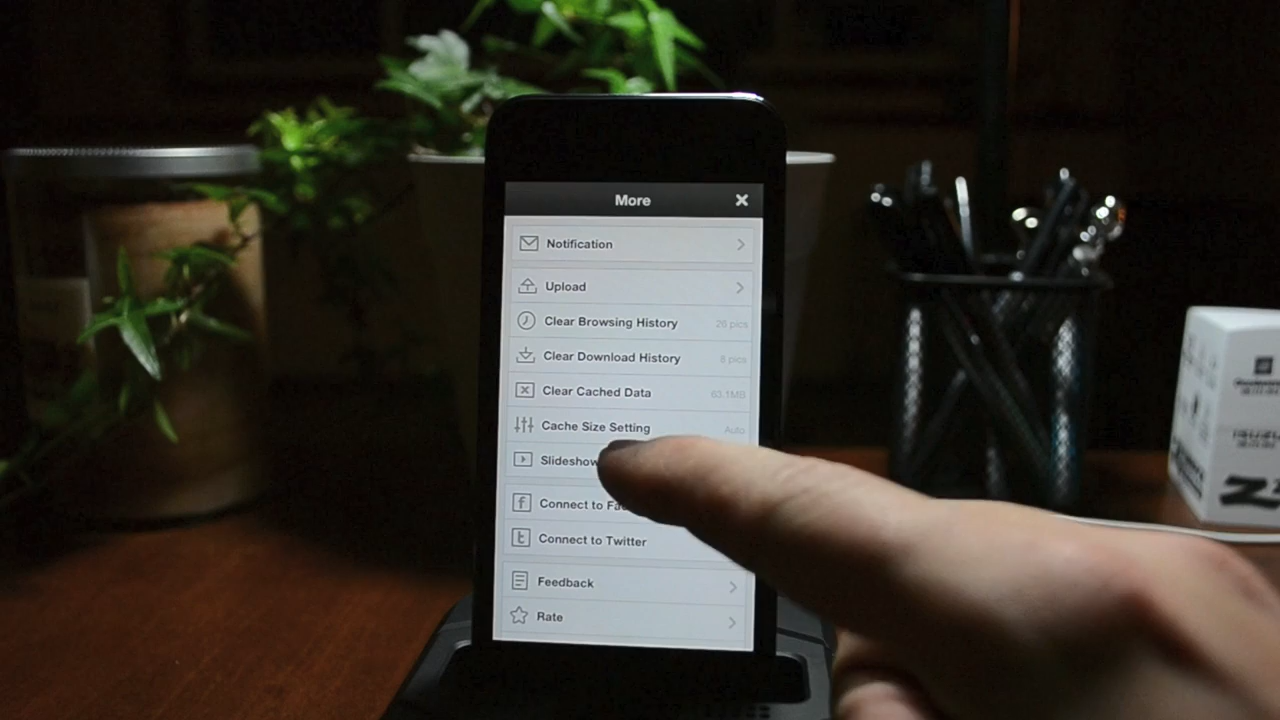 More
Notification
Upload
Clear Browsing History 26 pics
Clear Download History 8 pics
Clear Cached Data 63.1MB
Cache Size Setting Auto
Slideshow
Connect to
Connect to Twitter
Feedback
Rate
ISUZU